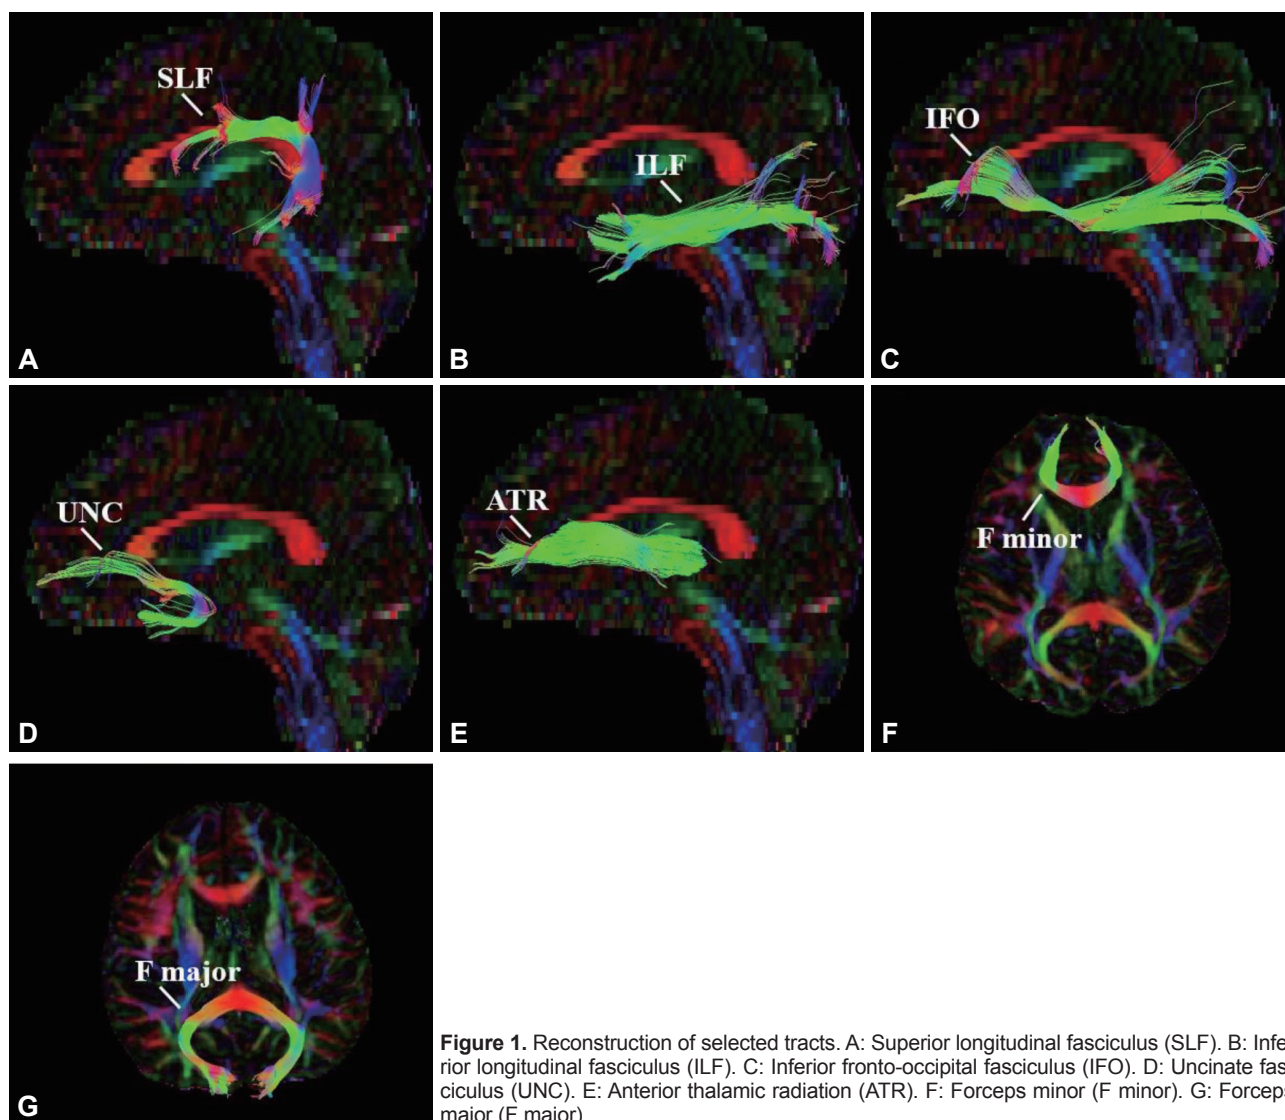 SLF
A
ILF
B
IFO
C
UNC
D
ATR
E
F minor
F
F major
G
Figure 1. Reconstruction of selected tracts. A: Superior longitudinal fasciculus (SLF). B: Infe
rior longitudinal fasciculus (ILF). C: Inferior fronto-occipital fasciculus (IFO). D: Uncinate fas
ciculus (UNC). E: Anterior thalamic radiation (ATR). F: Forceps minor (F minor). G: Forceps
major (F major)